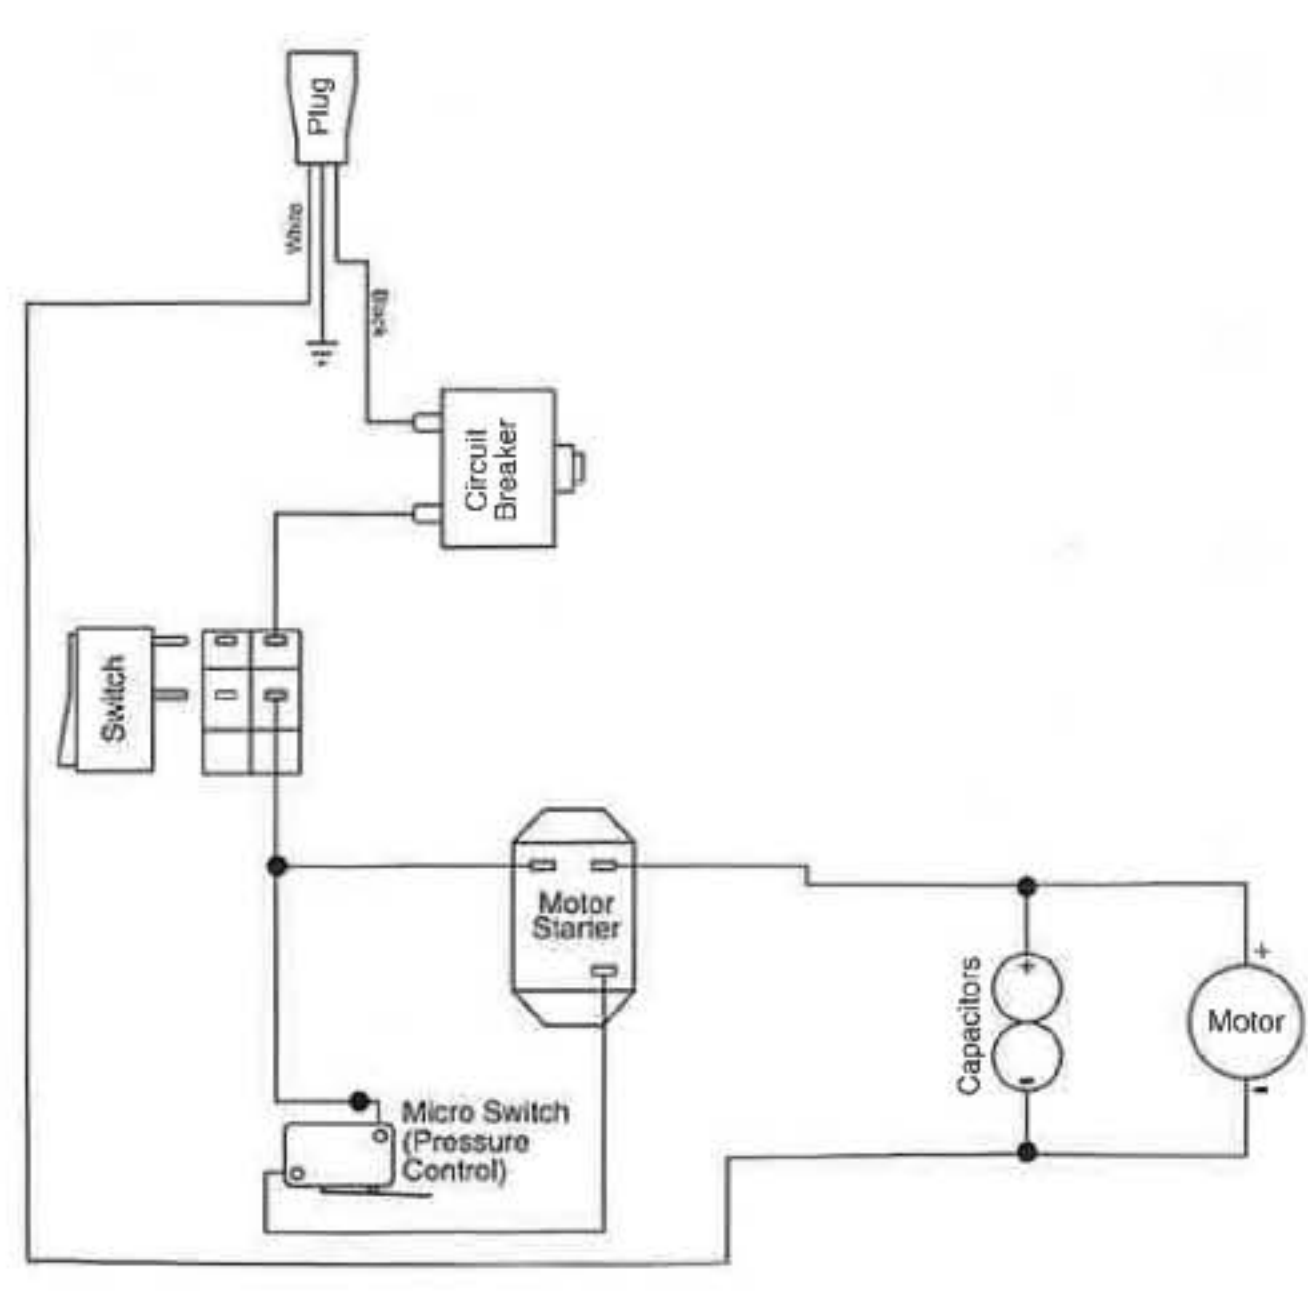 Plug
White
Black
Circuit
Breaker
Switch
Motor
Starter
Capacitors
+
-
+
Motor
-
Micro Switch
(Pressure
Control)